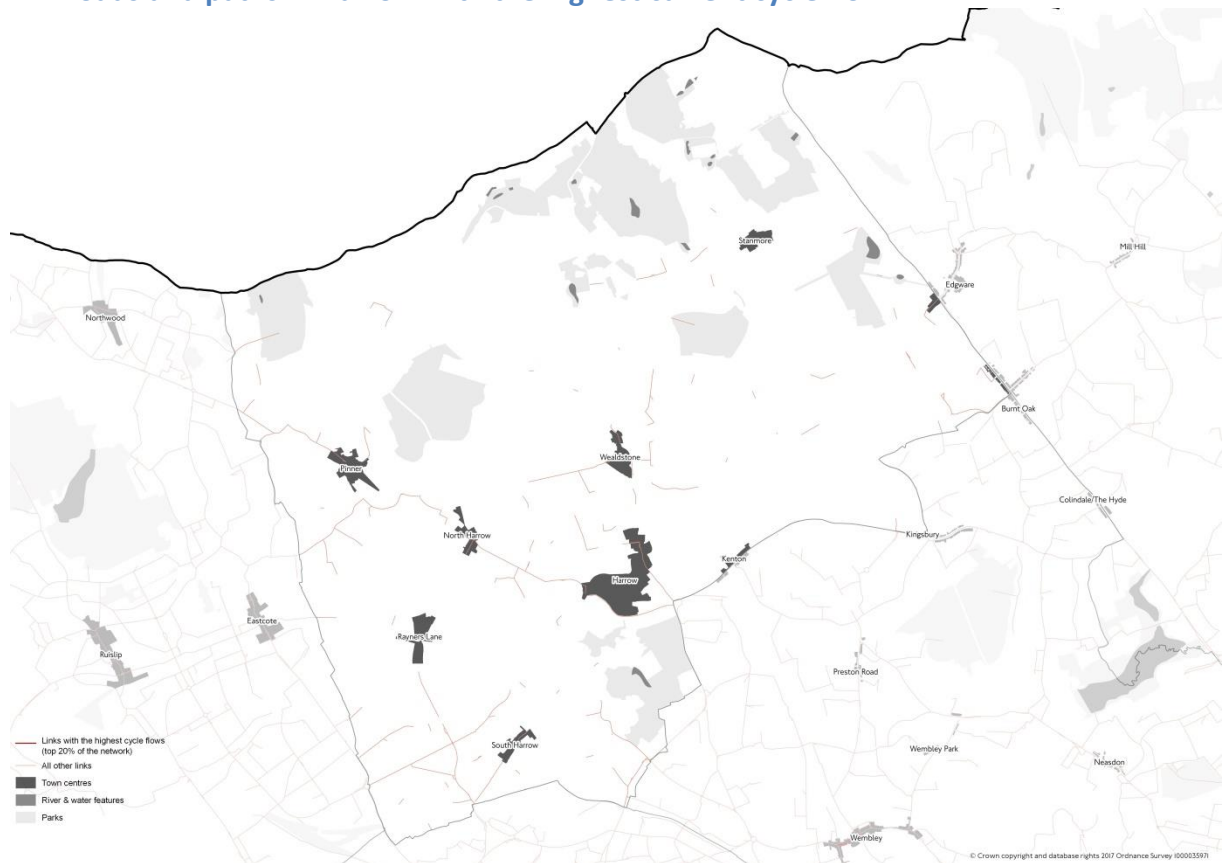 Northwood
Stanmore
Mill Hill
Edgware
Burnt Oak
Pinner
Wealdstone
Colindale/The Hyde
North Harrow
Kingsbury
Kenton
Harrow
Eastcote
Rayners Lane
Ruislip
Preston Road
South Harrow
Wembley Park
Neasdon
Wembley
Links with the highest cycle flows
(top 20% of the network)
All other links
Town centres
River & water features
Parks
© Crown copyright and database rights 2017 Ordnance Survey 100035971